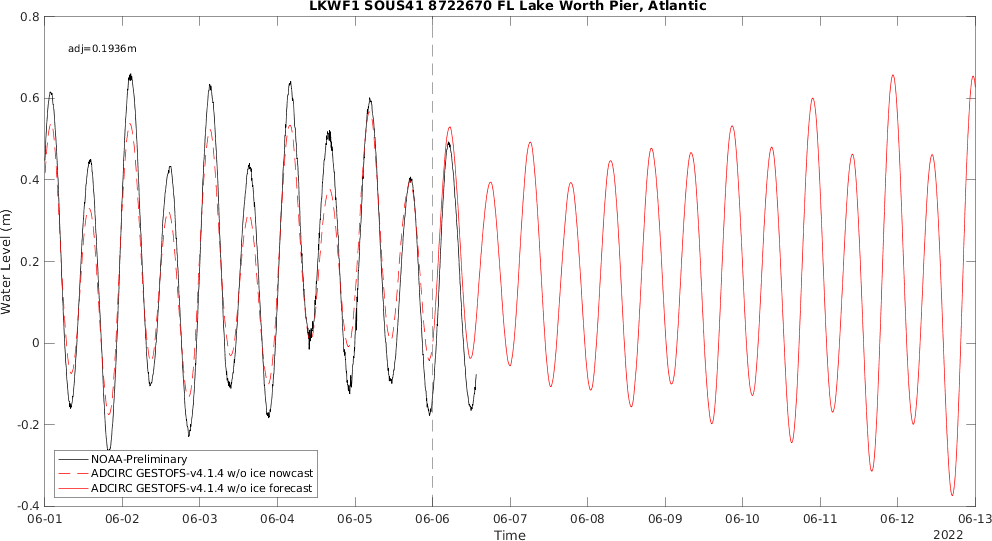 LKWF1 SOUS41 8722670 FL Lake Worth Pier, Atlantic
0.8
adj=0.1936m
0.6
0.4
0.2
0
-0.2
-0.4
Water Level (m)
NOAA-Preliminary
ADCIRC GESTOFS-v4.1.4 w/o ice nowcast
ADCIRC GESTOFS-v4.1.4 w/o ice forecast
06-01 06-02 06-03 06-04 06-05 06-06 06-07 06-08 06-09 06-10 06-11 06-12 06-13
Time
2022